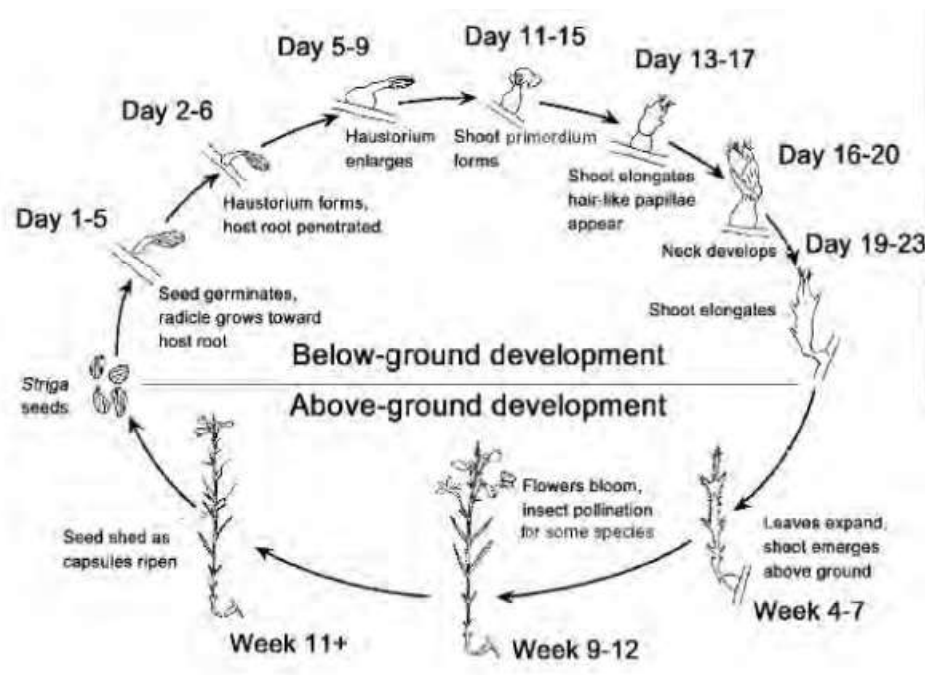 Day 5-9
Day 11-15
Day 13-17
Day 2-6
Haustorium
enlarges
Shoot primordium
forms
Day 16-20
Shoot elongates
hair-like papillae
appear
Day 1-5
Haustorium forms,
host root penetrated
Neck develops
Day 19-23
Seed germinates,
radicle grows toward
host root
Shoot elongates
Below-ground development
Striga
seeds
Above-ground development
Flowers bloom,
insect pollination
for some species
Seed shed as
capsules ripen
Leaves expand,
shoot emerges
above ground
Week 4-7
Week 11+
Week 9-12